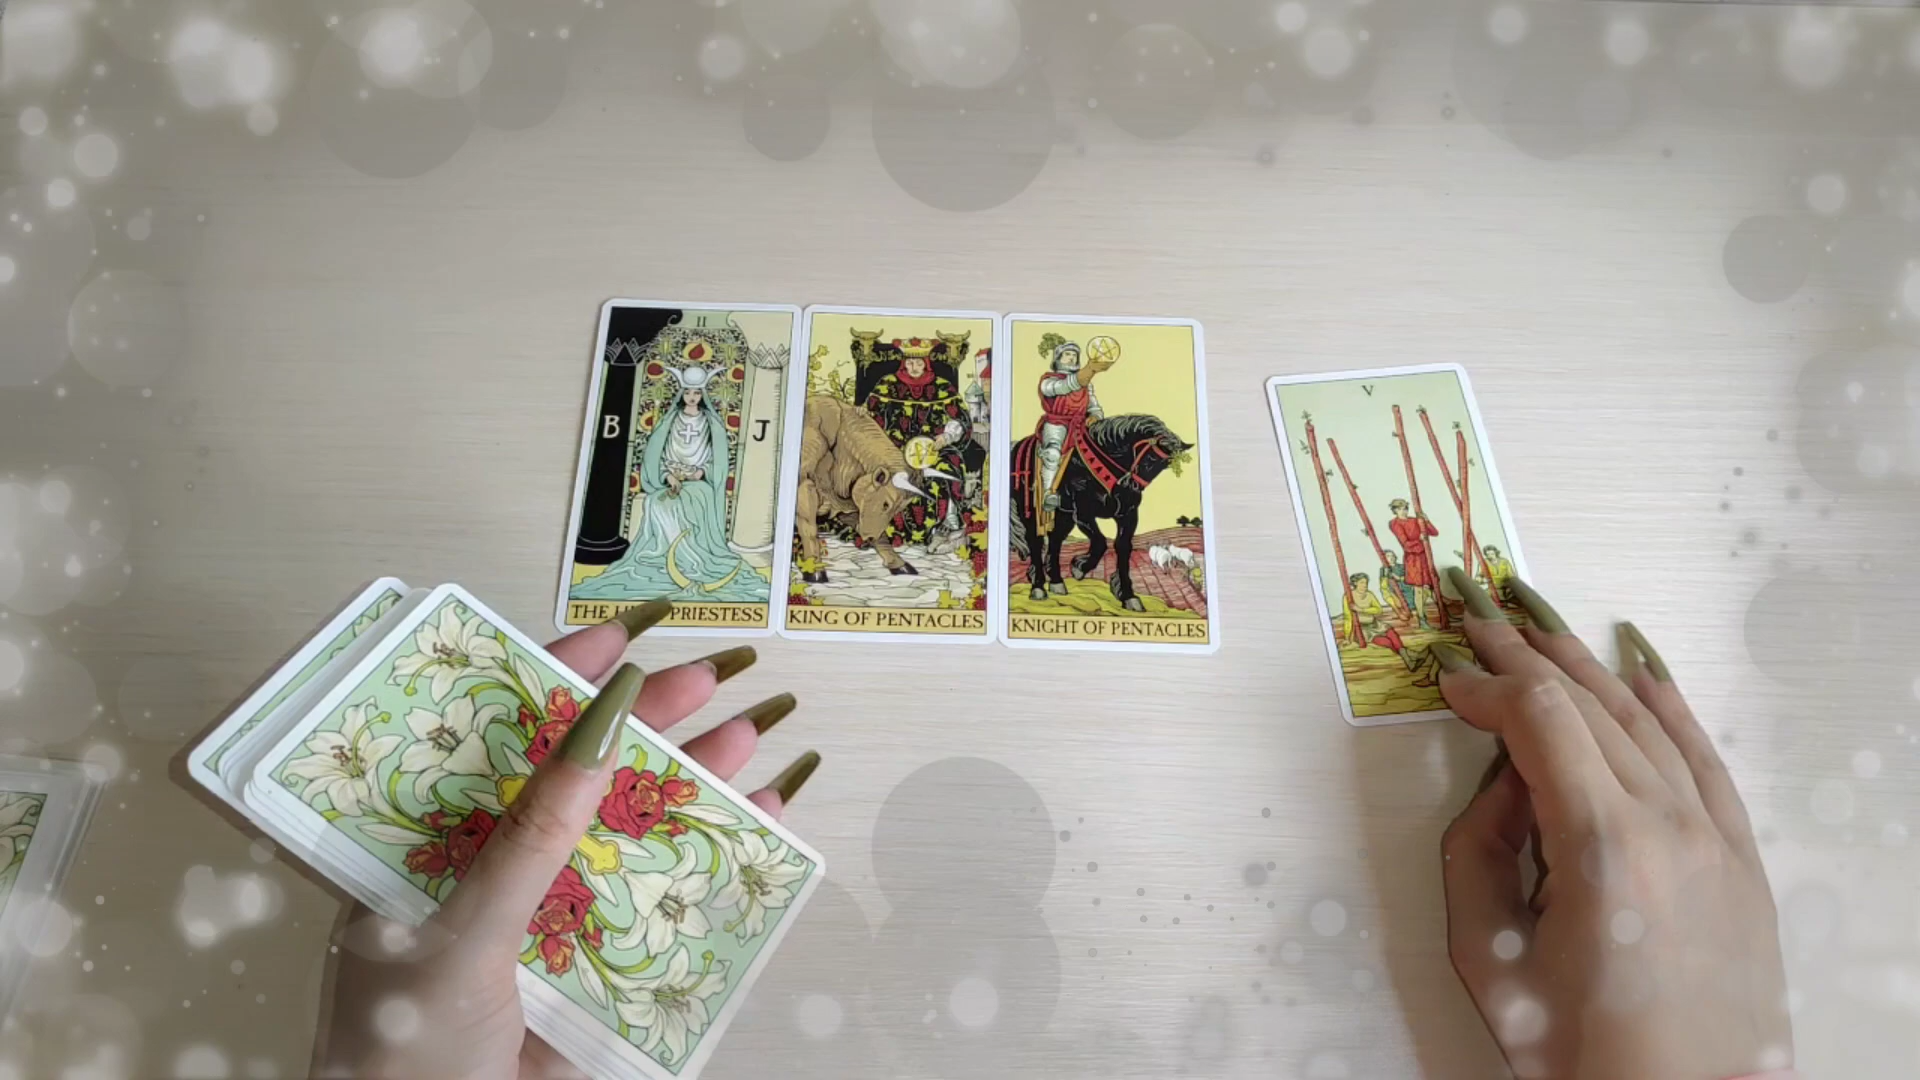 II
B J
THE PRIESTESS
KING OF PENTACLES
KNIGHT OF PENTACLES
V